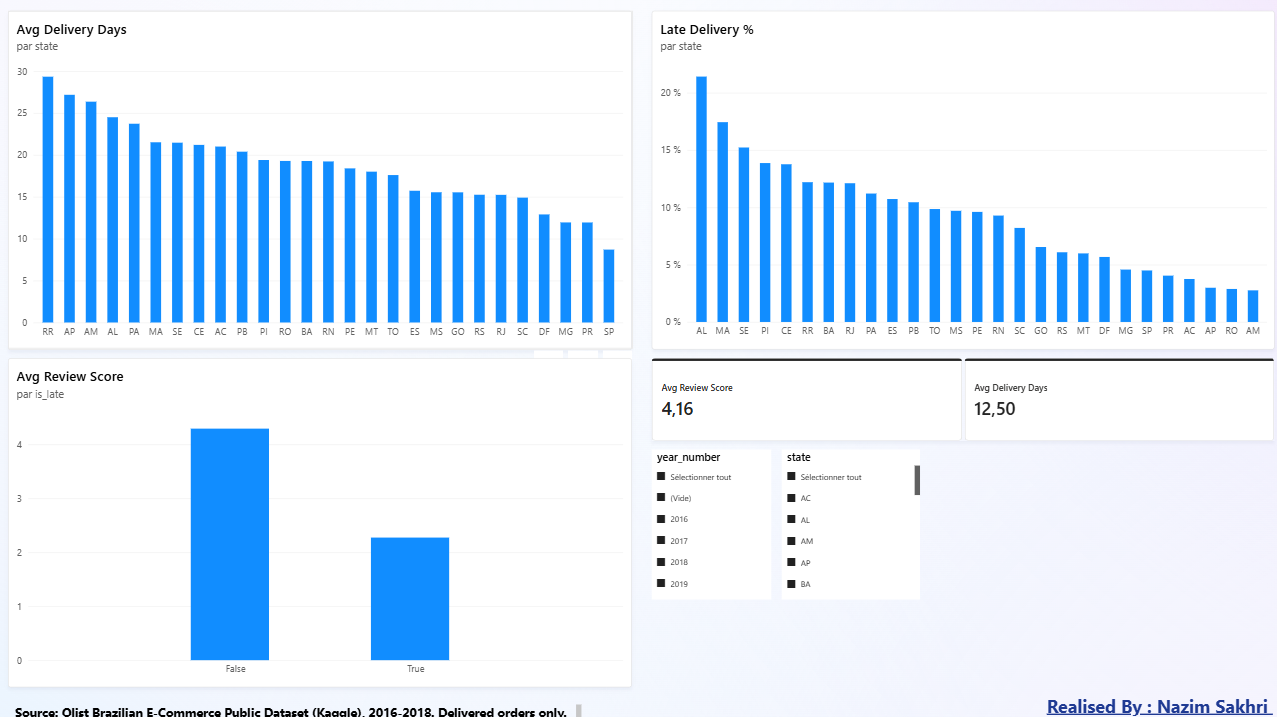 Avg Delivery Days
par state
30
25
20
15
10
5
0
RR AP AM AL PA MA SE CE AC PB PI RO BA RN PE MT TO ES MS GO RS RJ SC DF MG PR SP
Late Delivery %
par state
20 %
15 %
10 %
5 %
0 %
AL MA SE PI CE RR BA RJ PA ES PB TO MS PE RN SC GO RS MT DF MG SP PR AC AP RO AM
Avg Review Score
par is_late
4
3
2
1
0
False True
Avg Review Score
4,16
Avg Delivery Days
12,50
year_number
Sélectionner tout
(Vide)
2016
2017
2018
2019
state
Sélectionner tout
AC
AL
AM
AP
BA
Source: Olist Brazilian E-Commerce Public Dataset (Kaggle), 2016-2018. Delivered orders only.
Realised By : Nazim Sakhri